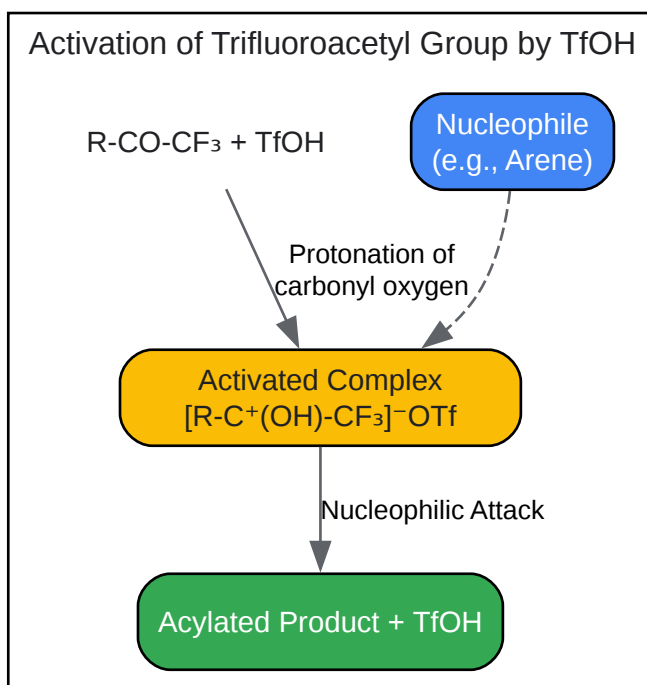 Activation of Trifluoroacetyl Group by TfOH
R-CO-CF₃ + TfOH
Nucleophile
(e.g., Arene)
Protonation of
carbonyl oxygen
Activated Complex
[R-C⁺(OH)-CF₃]⁻OTf
Nucleophilic Attack
Acylated Product + TfOH